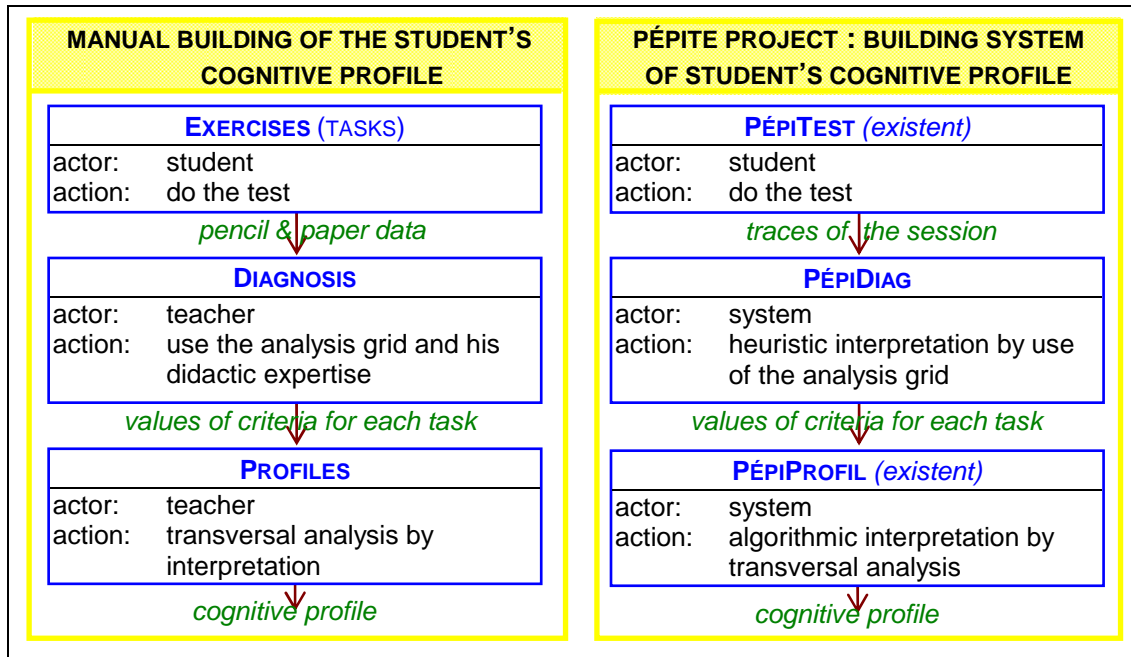 MANUAL BUILDING OF THE STUDENT'S
COGNITIVE PROFILE
EXERCISES (TASKS)
actor: student
action: do the test
pencil & paper data
DIAGNOSIS
actor: teacher
action: use the analysis grid and his
didactic expertise
values of criteria for each task
PROFILES
actor: teacher
action: transversal analysis by
interpretation
cognitive profile
PÉPITE PROJECT : BUILDING SYSTEM
OF STUDENT'S COGNITIVE PROFILE
PÉPITEST (existent)
actor: student
action: do the test
traces of the session
PÉPIDIAG
actor: system
action: heuristic interpretation by use
of the analysis grid
values of criteria for each task
PÉPIPROFIL (existent)
actor: system
action: algorithmic interpretation by
transversal analysis
cognitive profile